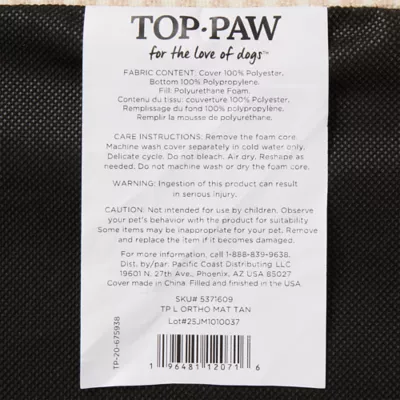 TOP·PAW
for the love of dogs™
FABRIC CONTENT: Cover 100% Polyester,
Bottom 100% Polypropylene.
Fill: Polyurethane Foam.
Contenu du tissu: couverture 100% polyester,
Remplissage du fond 100% polypropylène.
Remplir la mousse de polyuréthane.
CARE INSTRUCTIONS: Remove the foam core.
Machine wash cover separately in cold water only.
Delicate cycle. Do not bleach. Air dry. Reshape as
needed. Do not machine wash or dry the foam core.
WARNING: Ingestion of this product can result
in serious injury.
CAUTION: Not intended for use by children. Observe
your pet's behavior with the product for suitability
Some items may be inappropriate for your pet. Remove
and replace the item if it becomes damaged.
For more information, call 1-888-839-9638.
Dist. by/par: Pacific Coast Distributing LLC
19601 N. 27th Ave., Phoenix, AZ USA 85027
Cover made in China. Filled and finished in the USA.
SKU# 5371609
TP L ORTHO MAT TAN
Lot#25JM1010037
1 96481 12071 6
TP-20-675938